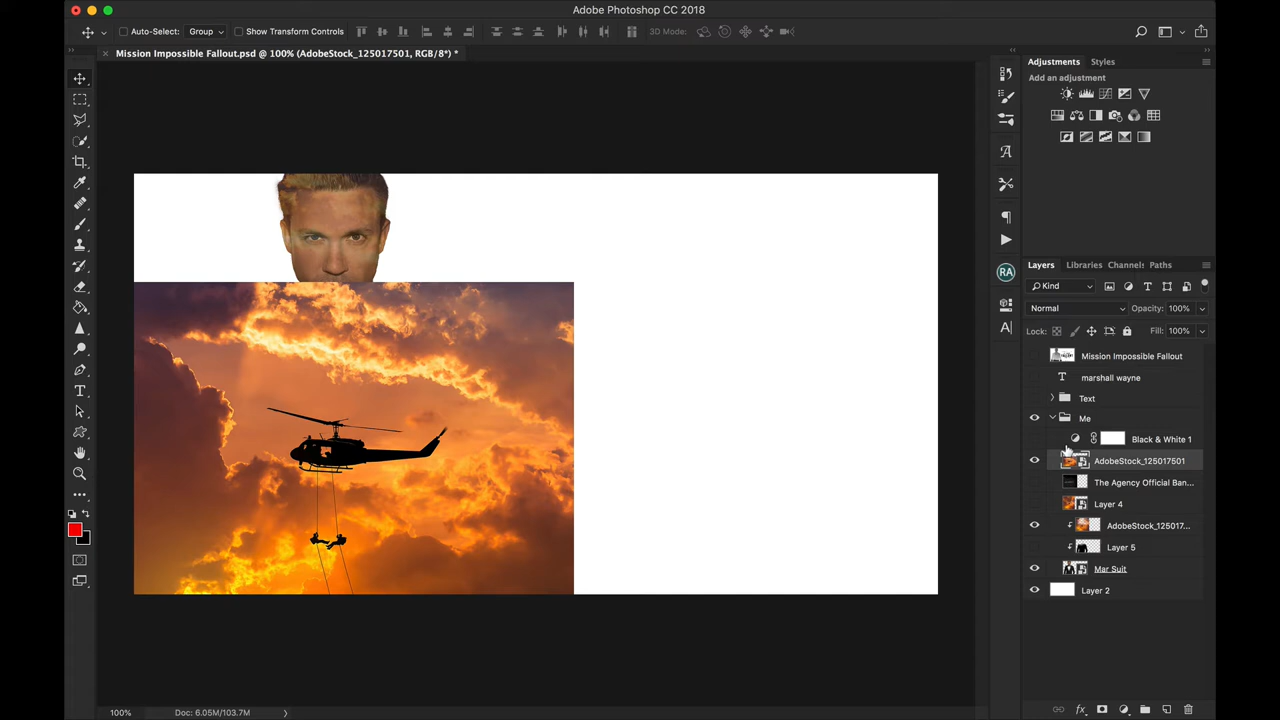 Adobe Photoshop CC 2018
Auto-Select: Group Show Transform Controls 3D Mode:
Mission Impossible Fallout.psd @ 100% (AdobeStock_125017501, RGB/8*) *
Adjustments Styles
Add an adjustment
RA
Layers Libraries Channels Paths
Kind
Normal Opacity: 100%
Lock: Fill: 100%
Mission Impossible Fallout
marshall wayne
Text
Me
Black & White 1
AdobeStock_125017501
The Agency Official Ban...
Layer 4
AdobeStock_125017...
Layer 5
Mar Suit
Layer 2
100% Doc: 6.05M/103.7M